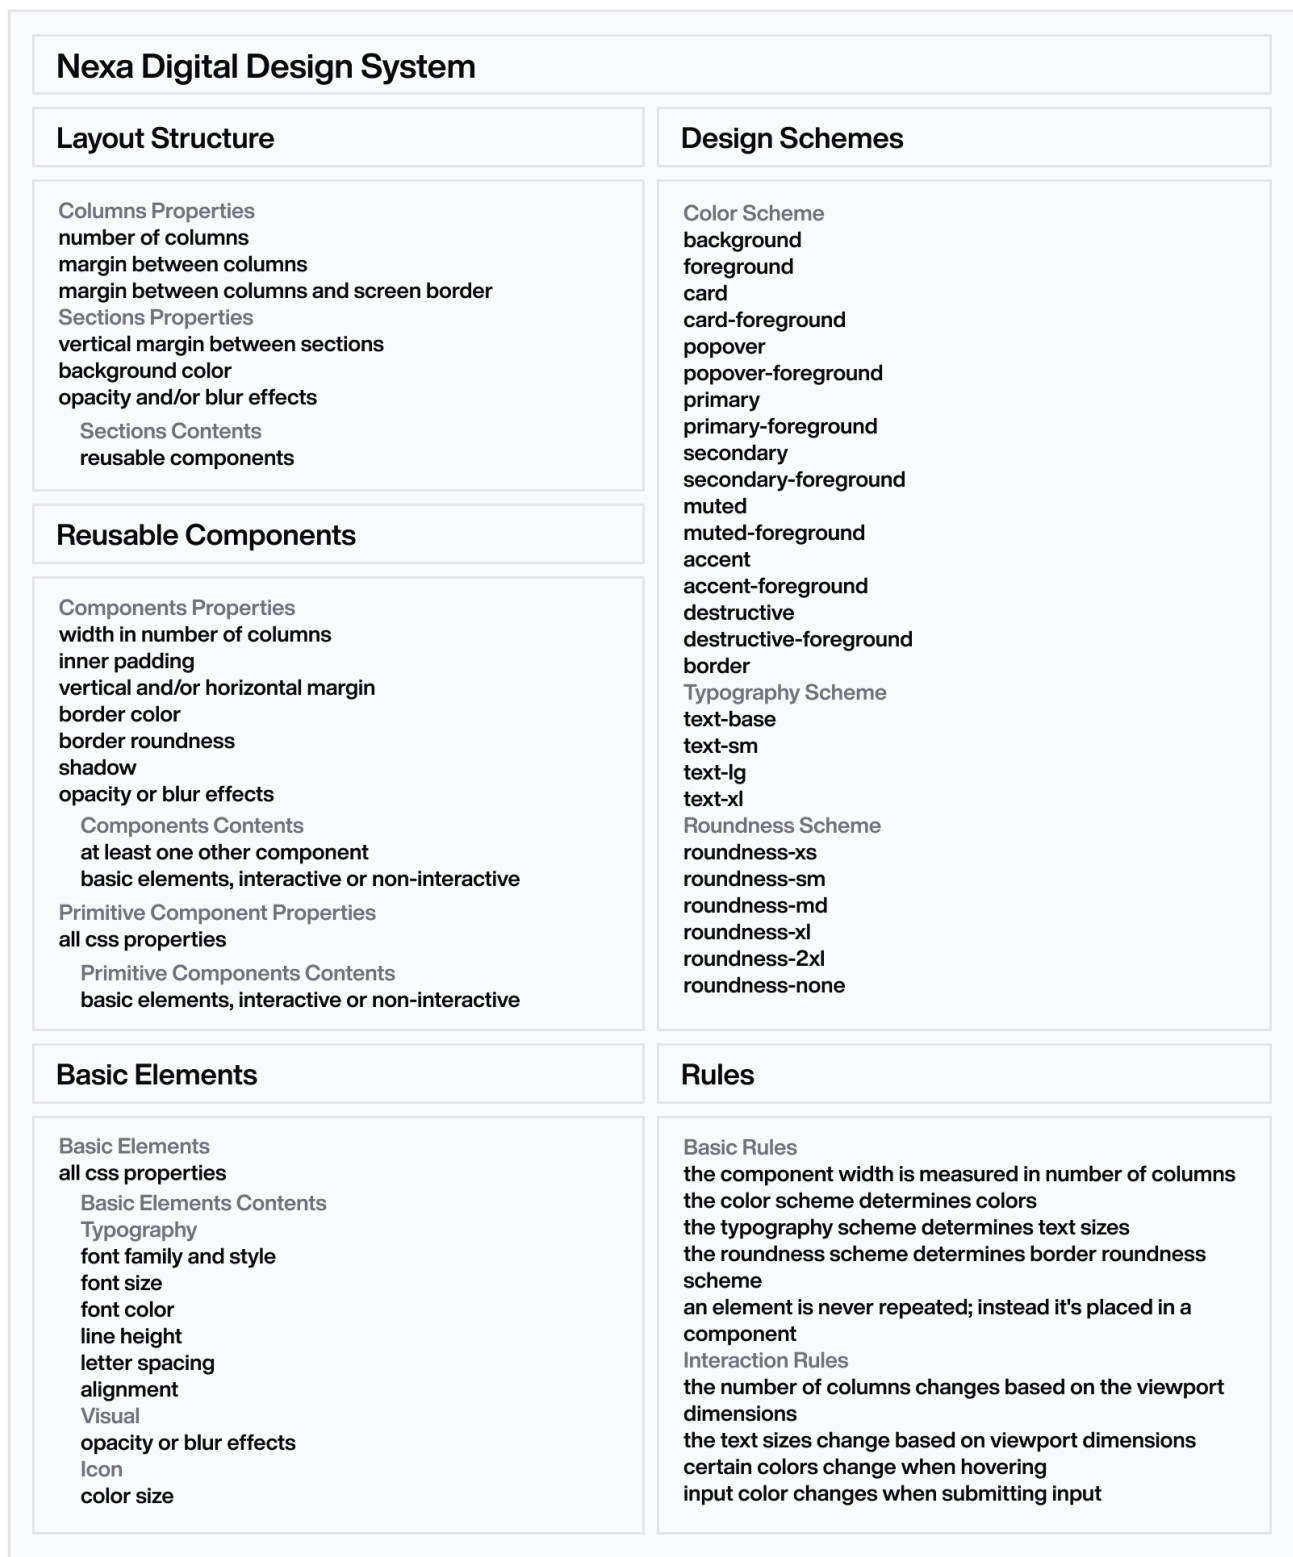 Nexa Digital Design System
Layout Structure
Columns Properties
number of columns
margin between columns
margin between columns and screen border
Sections Properties
vertical margin between sections
background color
opacity and/or blur effects
Sections Contents
reusable components
Reusable Components
Components Properties
width in number of columns
inner padding
vertical and/or horizontal margin
border color
border roundness
shadow
opacity or blur effects
Components Contents
at least one other component
basic elements, interactive or non-interactive
Primitive Component Properties
all css properties
Primitive Components Contents
basic elements, interactive or non-interactive
Basic Elements
Basic Elements
all css properties
Basic Elements Contents
Typography
font family and style
font size
font color
line height
letter spacing
alignment
Visual
opacity or blur effects
Icon
color size
Design Schemes
Color Scheme
background
foreground
card
card-foreground
popover
popover-foreground
primary
primary-foreground
secondary
secondary-foreground
muted
muted-foreground
accent
accent-foreground
destructive
destructive-foreground
border
Typography Scheme
text-base
text-sm
text-lg
text-xl
Roundness Scheme
roundness-xs
roundness-sm
roundness-md
roundness-xl
roundness-2xl
roundness-none
Rules
Basic Rules
the component width is measured in number of columns
the color scheme determines colors
the typography scheme determines text sizes
the roundness scheme determines border roundness
scheme
an element is never repeated; instead it's placed in a
component
Interaction Rules
the number of columns changes based on the viewport
dimensions
the text sizes change based on viewport dimensions
certain colors change when hovering
input color changes when submitting input